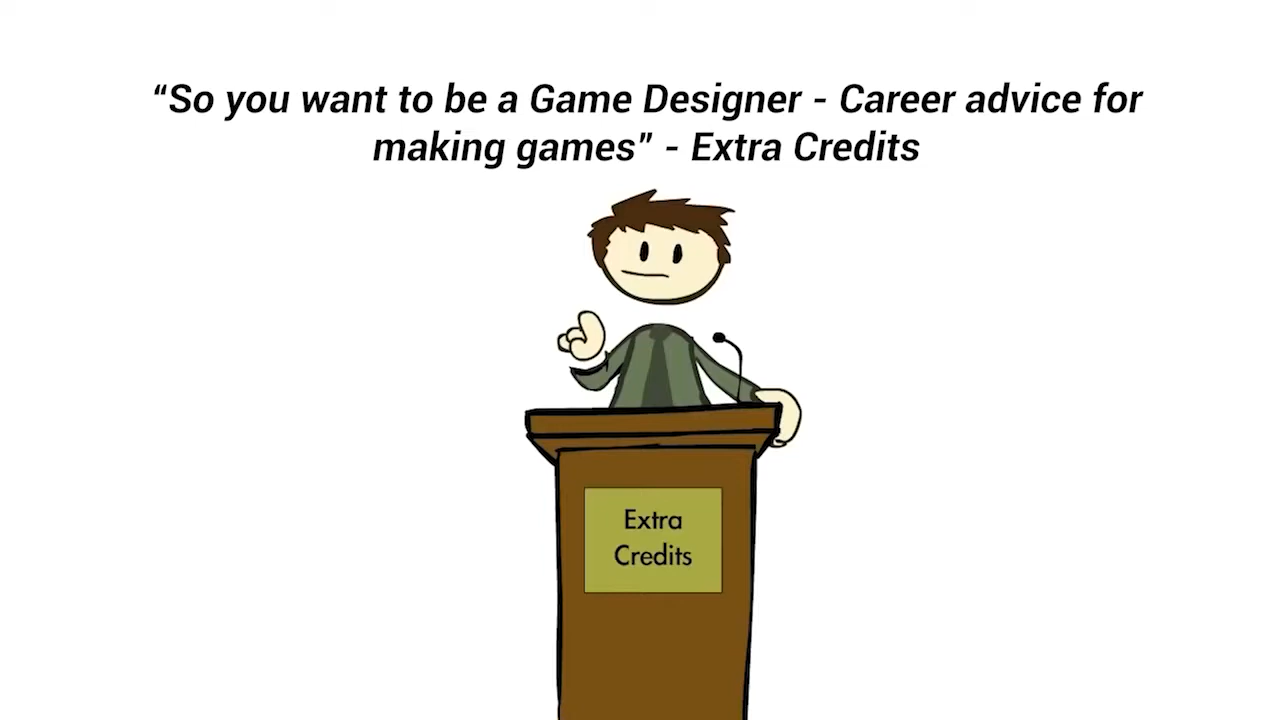 “So you want to be a Game Designer - Career advice for
making games” - Extra Credits
Extra
Credits